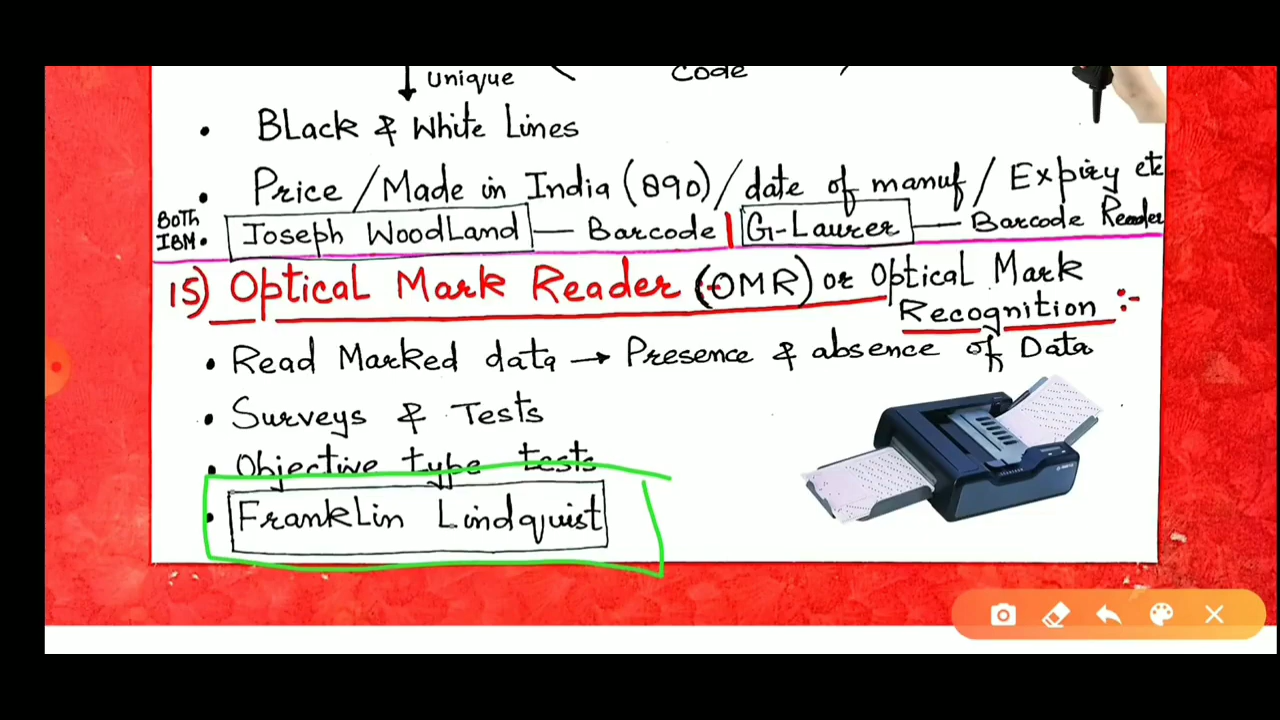 Unique
Code
• Black & White Lines
• Price / Made in India (890) / date of manuf / Expiry etc
BOTH IBM • Joseph WoodLand — Barcode | G-Laurer — Barcode Reader
15) Optical Mark Reader (OMR) or Optical Mark
Recognition :-
• Read Marked data → Presence & absence of Data
• Surveys & Tests
• Objective type tests
• Franklin Lindquist